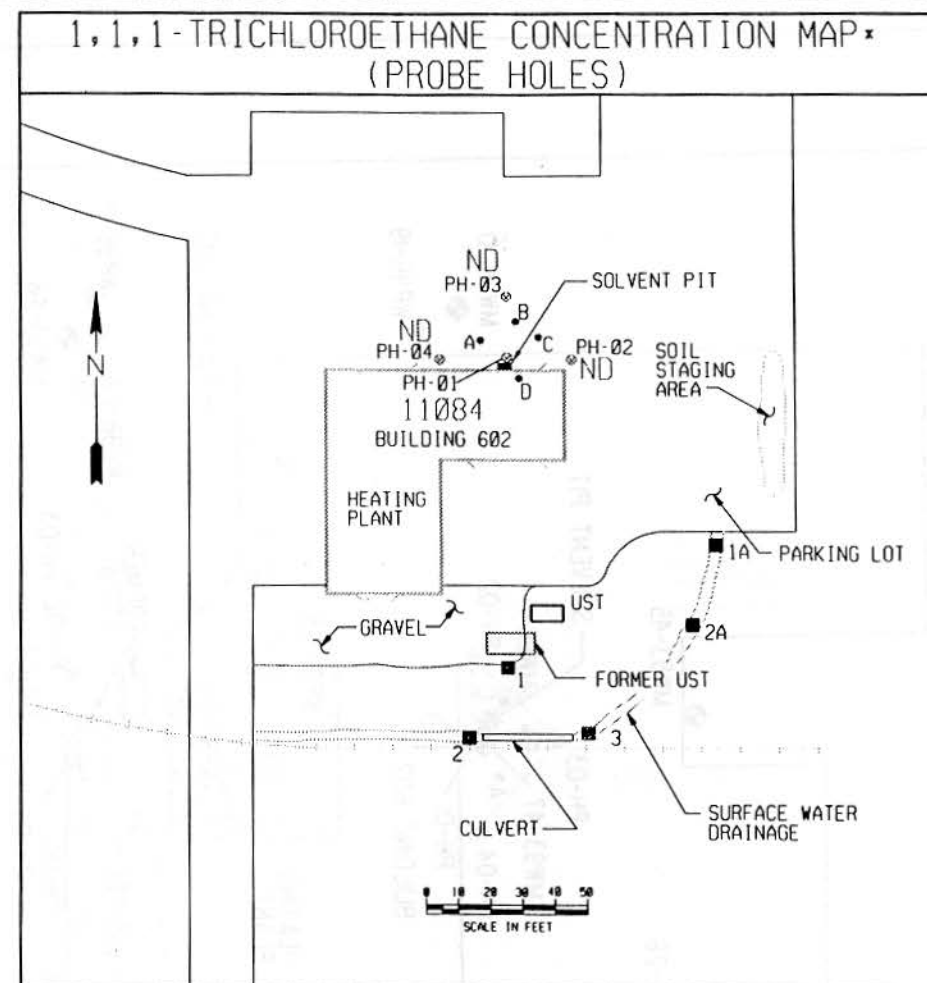 1,1,1-TRICHLOROETHANE CONCENTRATION MAP*
(PROBE HOLES)
ND
PH-03
SOLVENT PIT
B
ND
A
C
PH-04
PH-02
ND
SOIL
STAGING
AREA
N
PH-01
D
11084
BUILDING 602
HEATING
PLANT
1A
PARKING LOT
UST
GRAVEL
2A
1
FORMER UST
2
3
CULVERT
SURFACE WATER
DRAINAGE
0 10 20 30 40 50
SCALE IN FEET